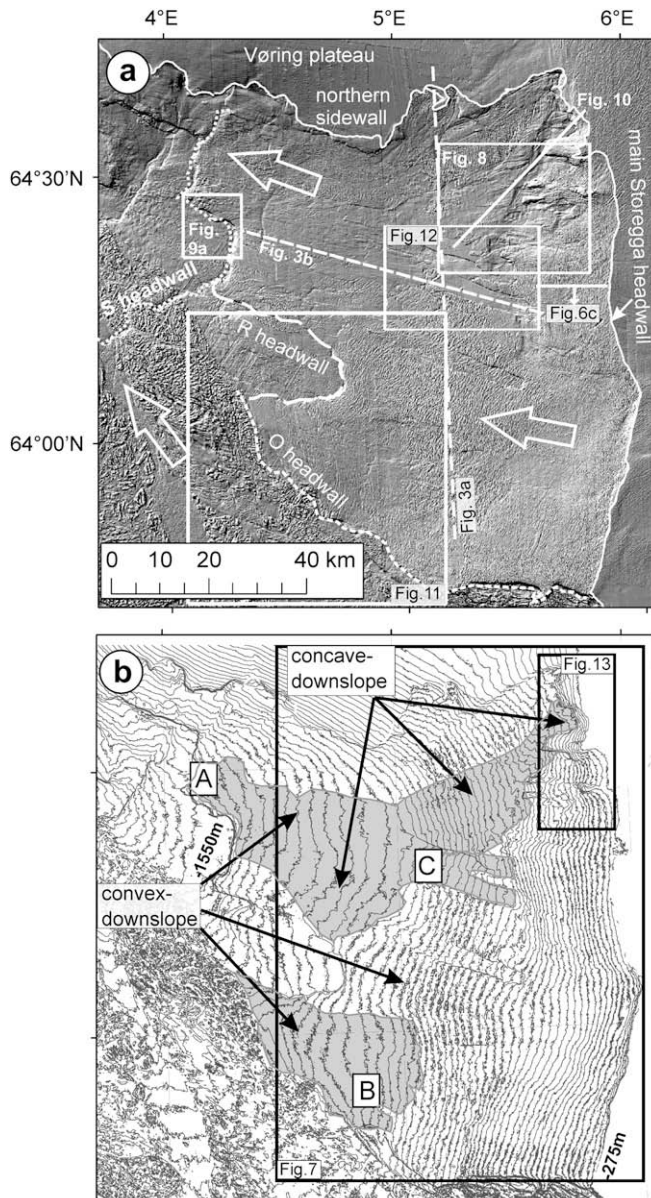 4°E 5°E 6°E
a
Vøring plateau
northern
sidewall
Fig. 10
64°30'N
Fig. 8
main Storegga headwall
Fig.
9a
Fig. 3b
Fig.12
S headwall
Fig.6c
R headwall
64°00'N
O headwall
Fig. 3a
0 20 40 km
Fig.11
b
concave-
downslope
Fig.13
A
-1550m
C
convex-
downslope
B
Fig.7
-275m